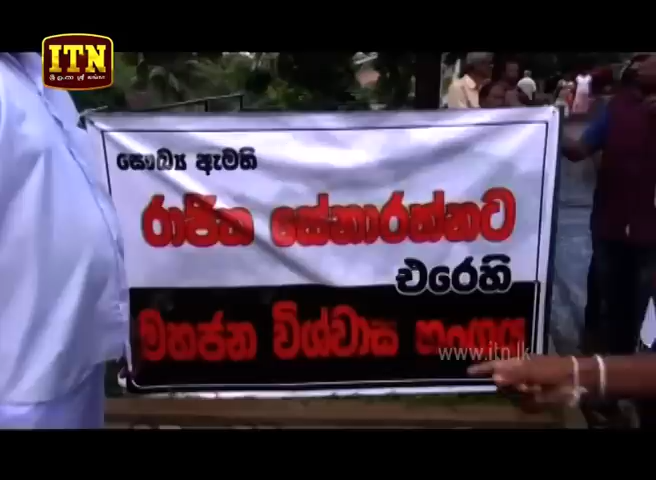 ITN
ශ්‍රී ලංකා
සෞඛ්‍ය ඇමති
රාජිත සේනාරත්නට
එරෙහි
මහජන විශ්වාස භංගය
www.itn.lk